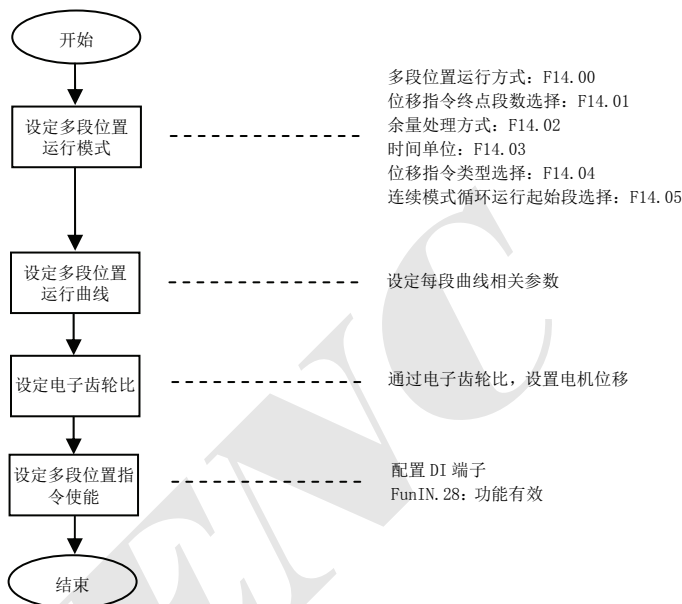 开始
设定多段位置
运行模式
多段位置运行方式：F14.00
位移指令终点段数选择：F14.01
余量处理方式：F14.02
时间单位：F14.03
位移指令类型选择：F14.04
连续模式循环运行起始段选择：F14.05
设定多段位置
运行曲线
设定每段曲线相关参数
设定电子齿轮比
通过电子齿轮比，设置电机位移
设定多段位置指
令使能
配置 DI 端子
FunIN.28：功能有效
结束
ENC